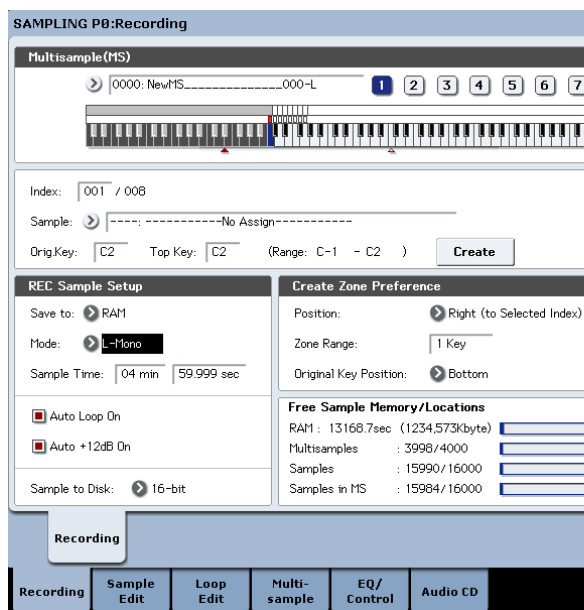 SAMPLING P0:Recording
Multisample(MS)
0000: NewMS_______________000-L
1 2 3 4 5 6 7
Index: 001 / 008
Sample: ----: -----------No Assign-----------
Orig.Key: C2 Top Key: C2 (Range: C-1 - C2 ) Create
REC Sample Setup
Save to: RAM
Mode: L-Mono
Sample Time: 04 min 59.999 sec
Auto Loop On
Auto +12dB On
Sample to Disk: 16-bit
Create Zone Preference
Position: Right (to Selected Index)
Zone Range: 1 Key
Original Key Position: Bottom
Free Sample Memory/Locations
RAM : 13168.7sec (1234,573Kbyte)
Multisamples : 3998/4000
Samples : 15990/16000
Samples in MS : 15984/16000
Recording
Recording
Sample Edit
Loop Edit
Multi-sample
EQ/ Control
Audio CD